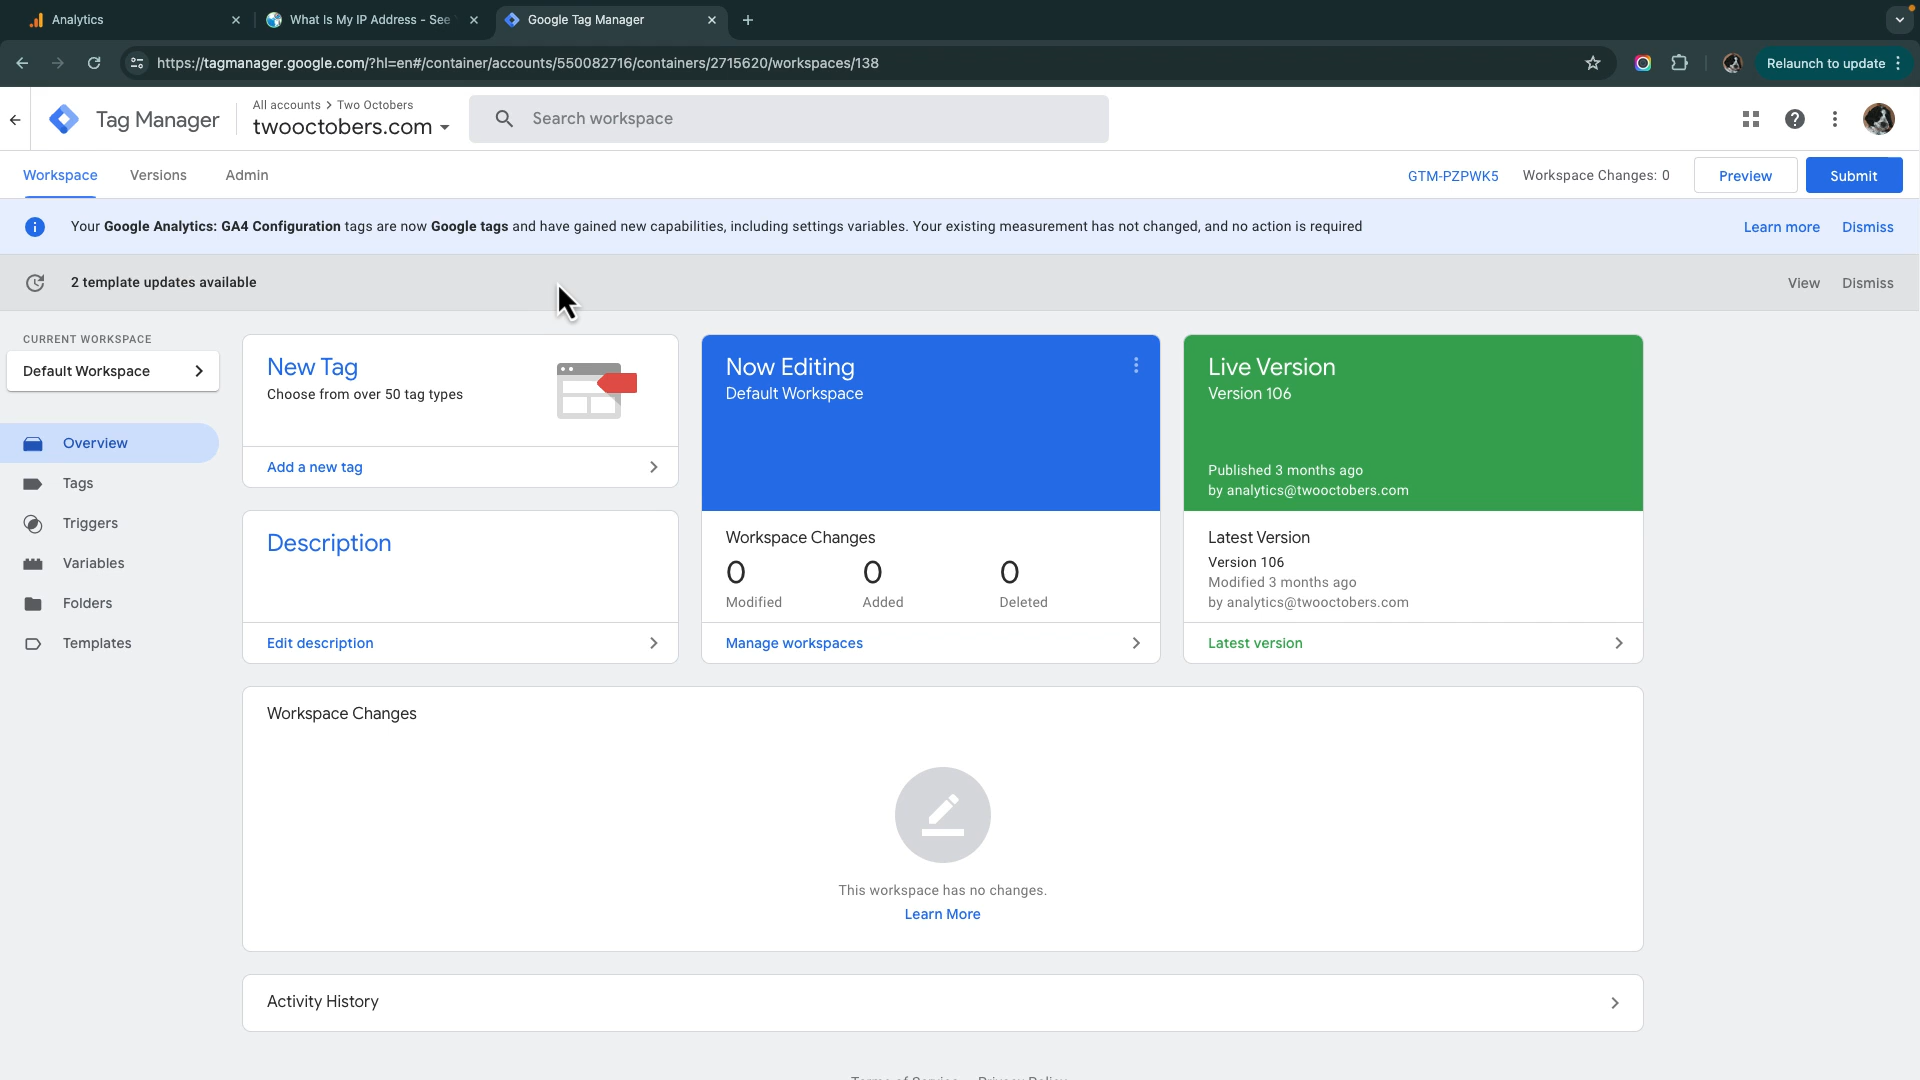 Analytics
What Is My IP Address - See
Google Tag Manager
https://tagmanager.google.com/?hl=en#/container/accounts/550082716/containers/2715620/workspaces/138
Relaunch to update
Tag Manager
All accounts > Two Octobers
twooctobers.com
Search workspace
Workspace
Versions
Admin
GTM-PZPWK5
Workspace Changes: 0
Preview
Submit
Your Google Analytics: GA4 Configuration tags are now Google tags and have gained new capabilities, including settings variables. Your existing measurement has not changed, and no action is required
Learn more
Dismiss
2 template updates available
View
Dismiss
CURRENT WORKSPACE
Default Workspace
Overview
Tags
Triggers
Variables
Folders
Templates
New Tag
Choose from over 50 tag types
Add a new tag
Description
Edit description
Now Editing
Default Workspace
Workspace Changes
0 0 0
Modified Added Deleted
Manage workspaces
Live Version
Version 106
Published 3 months ago
by analytics@twooctobers.com
Latest Version
Version 106
Modified 3 months ago
by analytics@twooctobers.com
Latest version
Workspace Changes
This workspace has no changes.
Learn More
Activity History
Terms of Service Privacy Policy